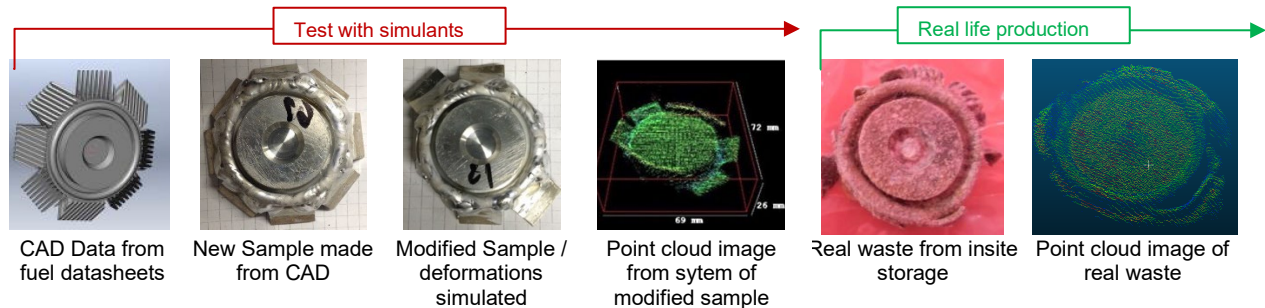 Test with simulants
Real life production
72 mm
26 mm
69 mm
CAD Data from
fuel datasheets
New Sample made
from CAD
Modified Sample /
deformations
simulated
Point cloud image
from sytem of
modified sample
Real waste from insite
storage
Point cloud image of
real waste